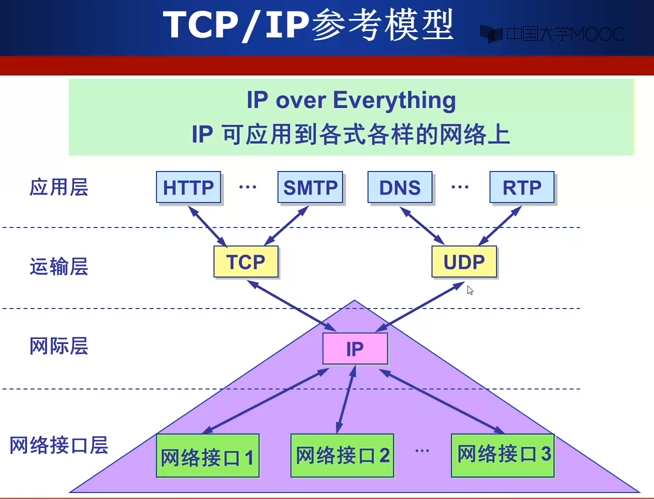 TCP/IP参考模型
中国大学MOOC
IP over Everything
IP 可应用到各式各样的网络上
应用层 HTTP … SMTP DNS … RTP
运输层 TCP UDP
网际层 IP
网络接口层 网络接口1 网络接口2 … 网络接口3